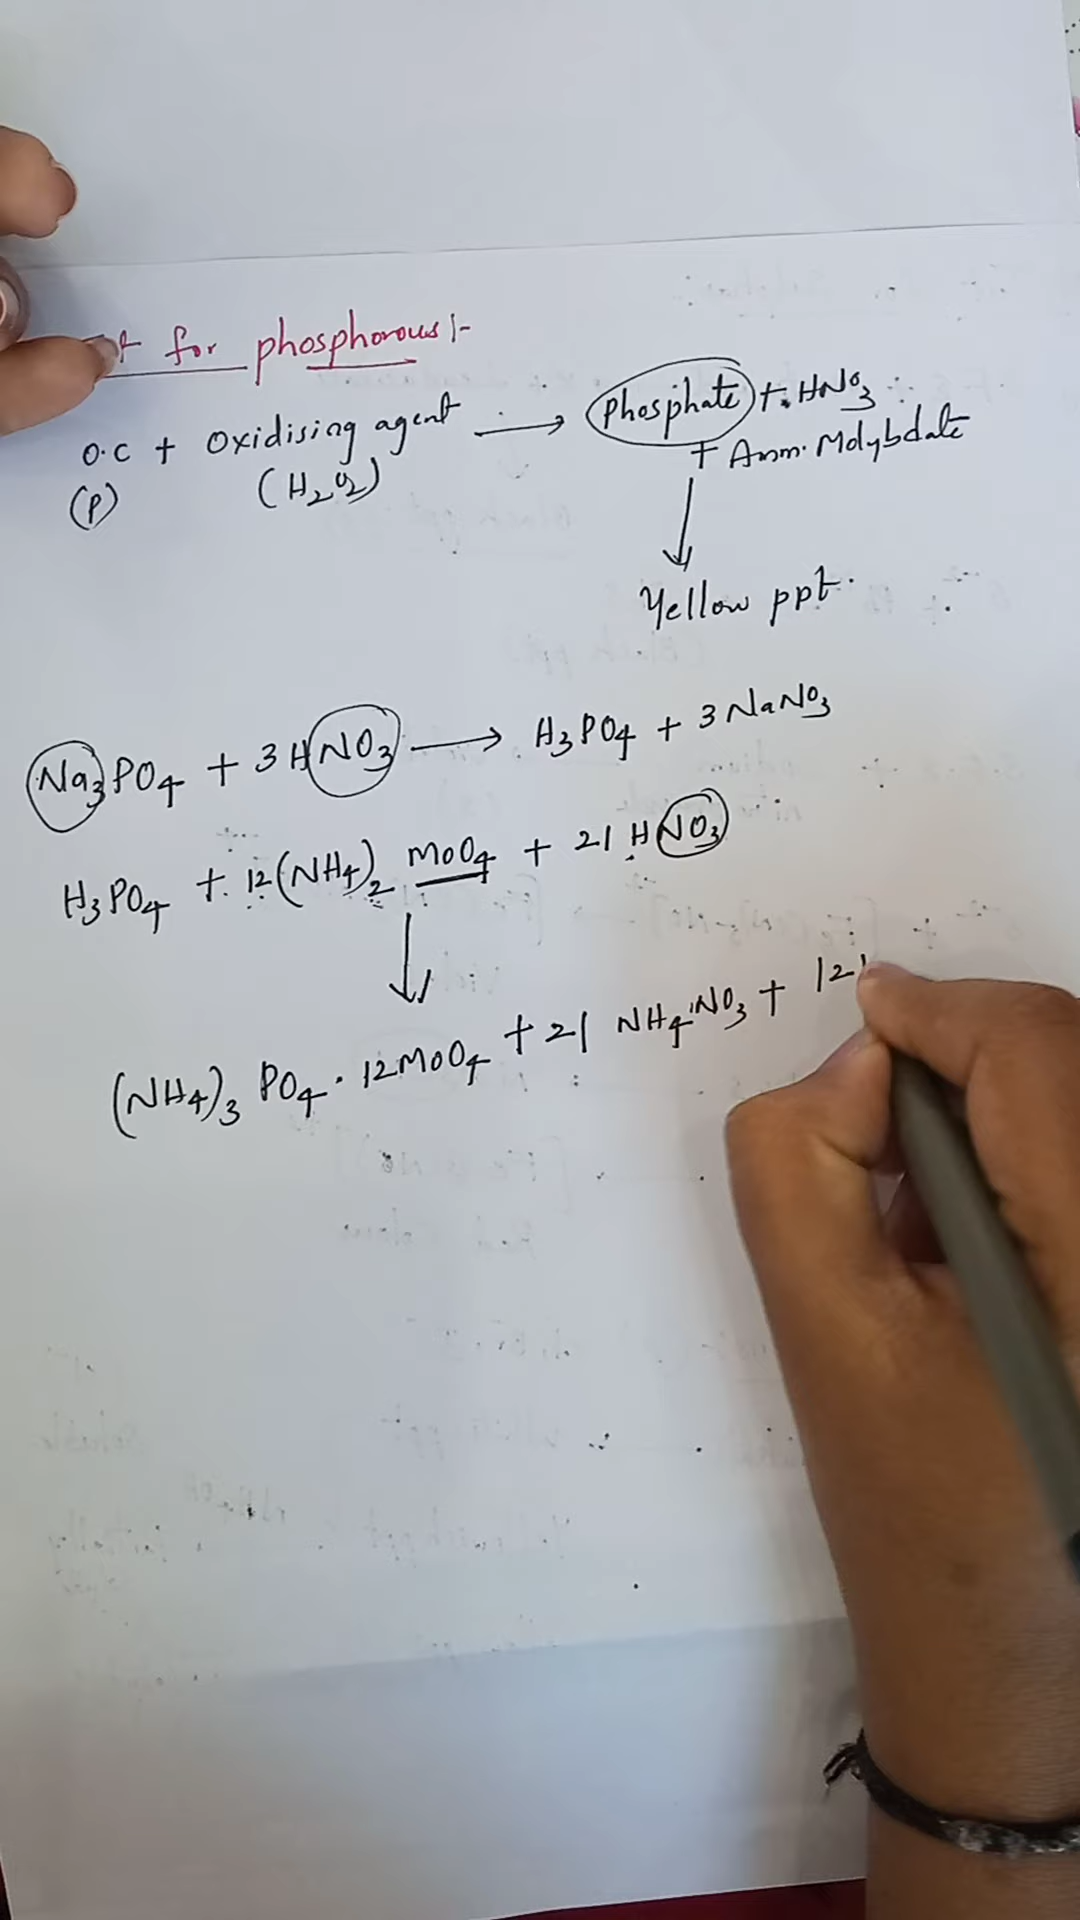 for phosphorous:-
O.C + Oxidising agent ⟶ Phosphate + HNO3
(P) (H2O2) + Amm. Molybdate
Yellow ppt.
Na3PO4 + 3HNO3 ⟶ H3PO4 + 3NaNO3
H3PO4 + 12(NH4)2 MoO4 + 21 HNO3
(NH4)3 PO4 · 12MoO4 + 21 NH4NO3 + 12